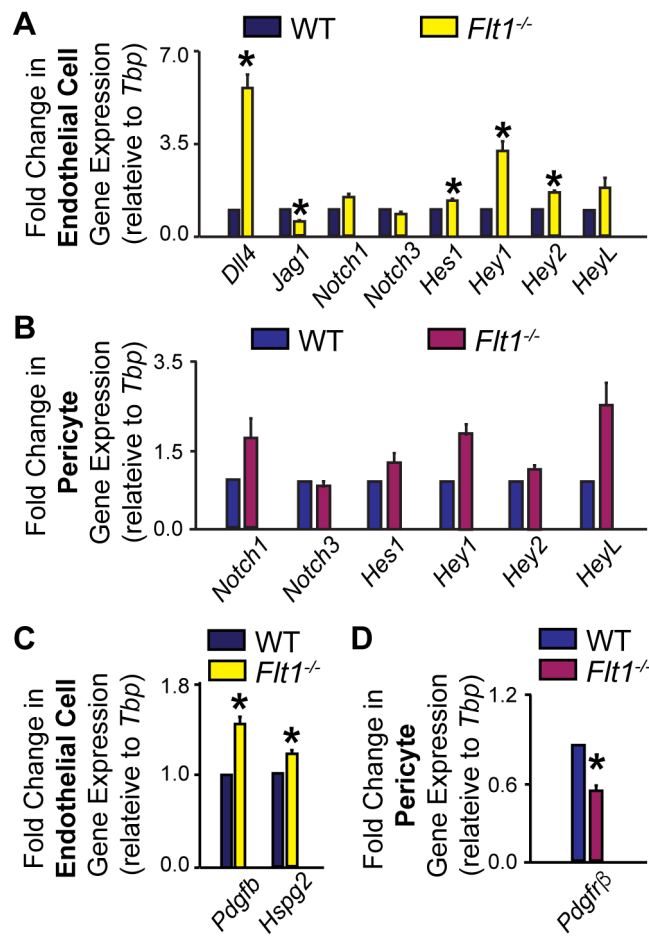 A
WT
Flt1-/-
Fold Change in
Endothelial Cell
Gene Expression
(relateive to Tbp)
7.0
3.5
0.0
*
*
*
*
*
Dll4
Jag1
Notch1
Notch3
Hes1
Hey1
Hey2
HeyL
B
WT
Flt1-/-
Fold Change in
Pericyte
Gene Expression
(relateive to Tbp)
3.5
1.5
0.0
Notch1
Notch3
Hes1
Hey1
Hey2
HeyL
C
WT
Flt1-/-
Fold Change in
Endothelial Cell
Gene Expression
(relateive to Tbp)
1.8
1.0
0.0
*
*
Pdgfb
Hspg2
D
WT
Flt1-/-
Fold Change in
Pericyte
Gene Expression
(relateive to Tbp)
1.2
0.6
0.0
*
Pdgfrβ